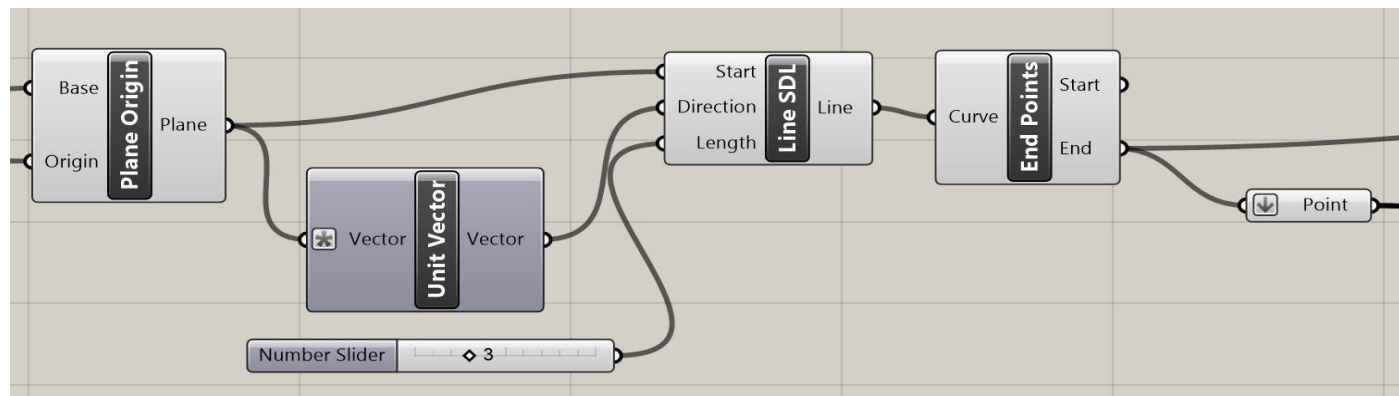 Base
Origin
Plane Origin
Plane
Vector
Unit Vector
Vector
Number Slider
3
Start
Direction
Length
Line SDL
Line
Curve
End Points
Start
End
Point